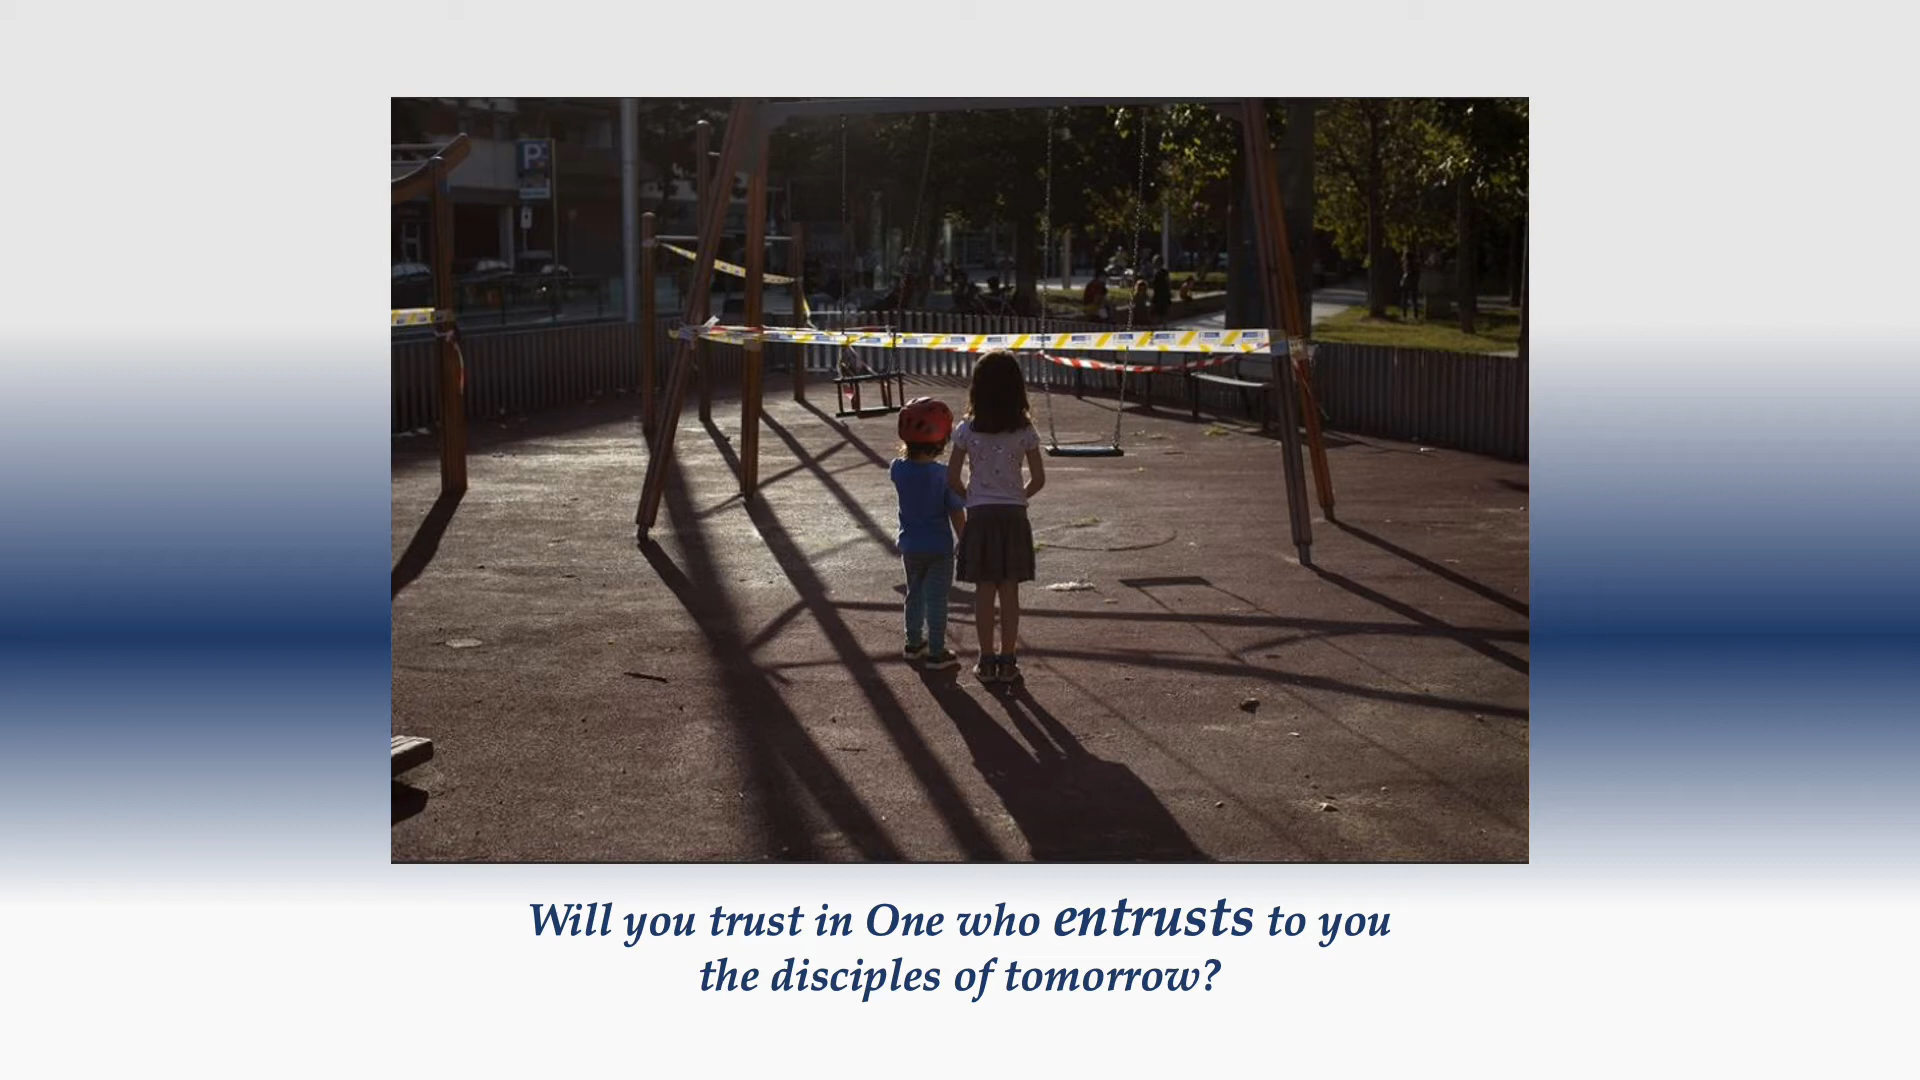 P
Will you trust in One who entrusts to you
the disciples of tomorrow?